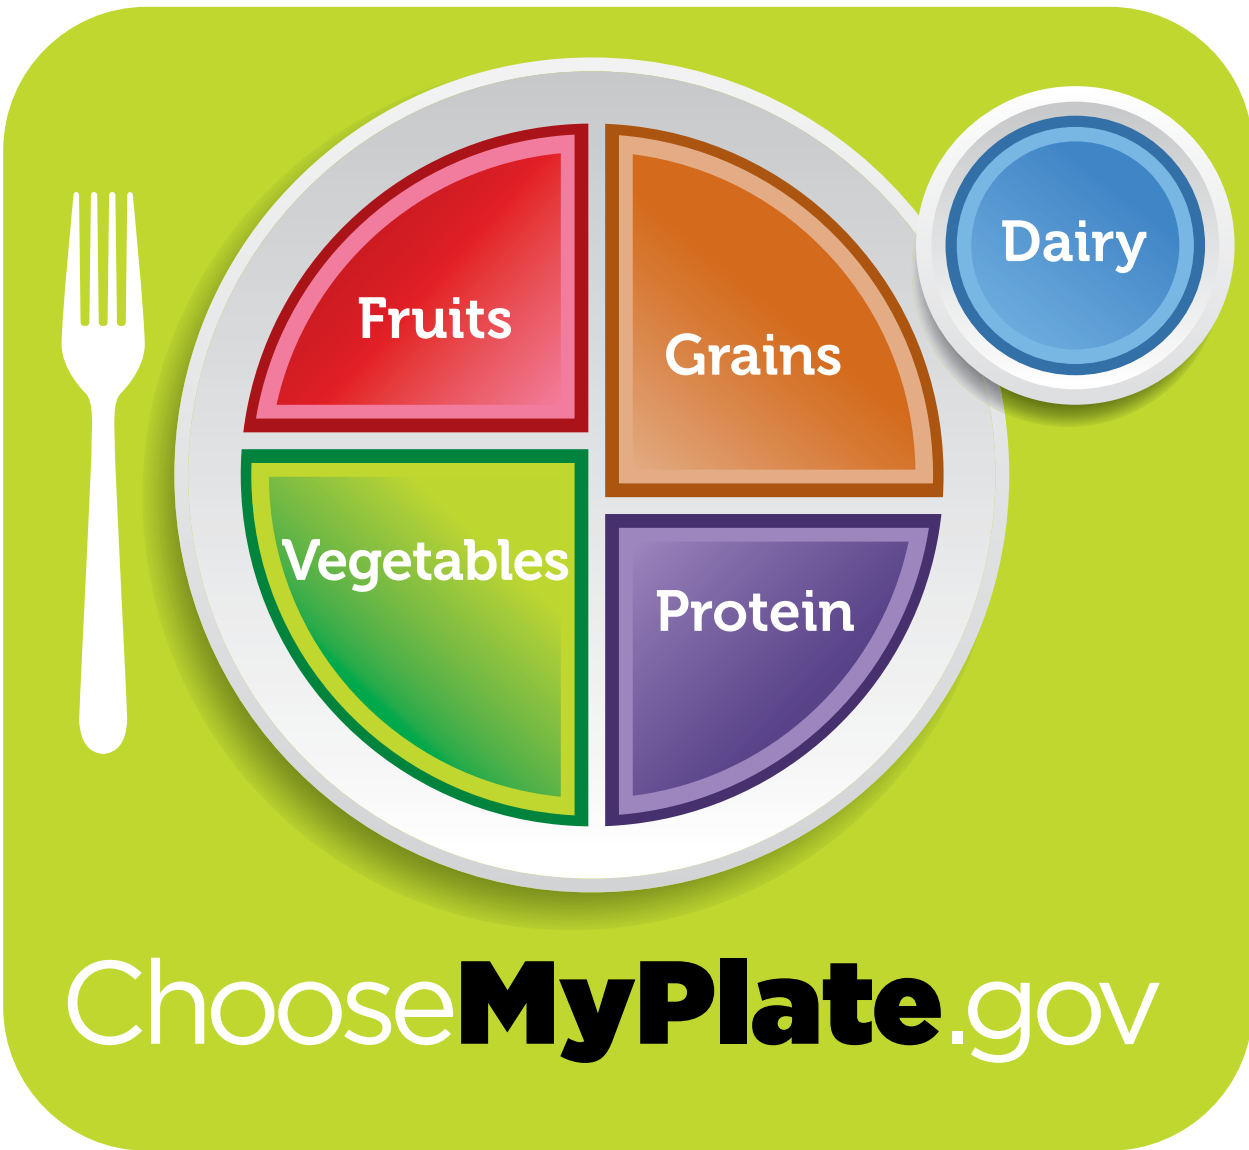 Fruits
Grains
Dairy
Vegetables
Protein
ChooseMyPlate.gov